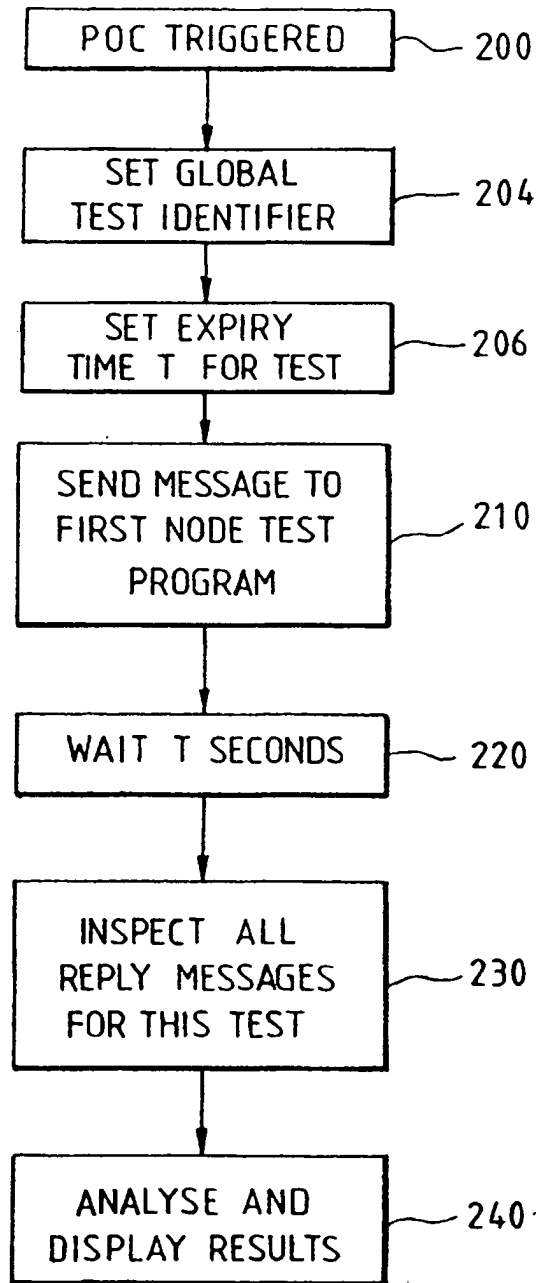 POC TRIGGERED
200
SET GLOBAL
TEST IDENTIFIER
204
SET EXPIRY
TIME T FOR TEST
206
SEND MESSAGE TO
FIRST NODE TEST
PROGRAM
210
WAIT T SECONDS
220
INSPECT ALL
REPLY MESSAGES
FOR THIS TEST
230
ANALYSE AND
DISPLAY RESULTS
240